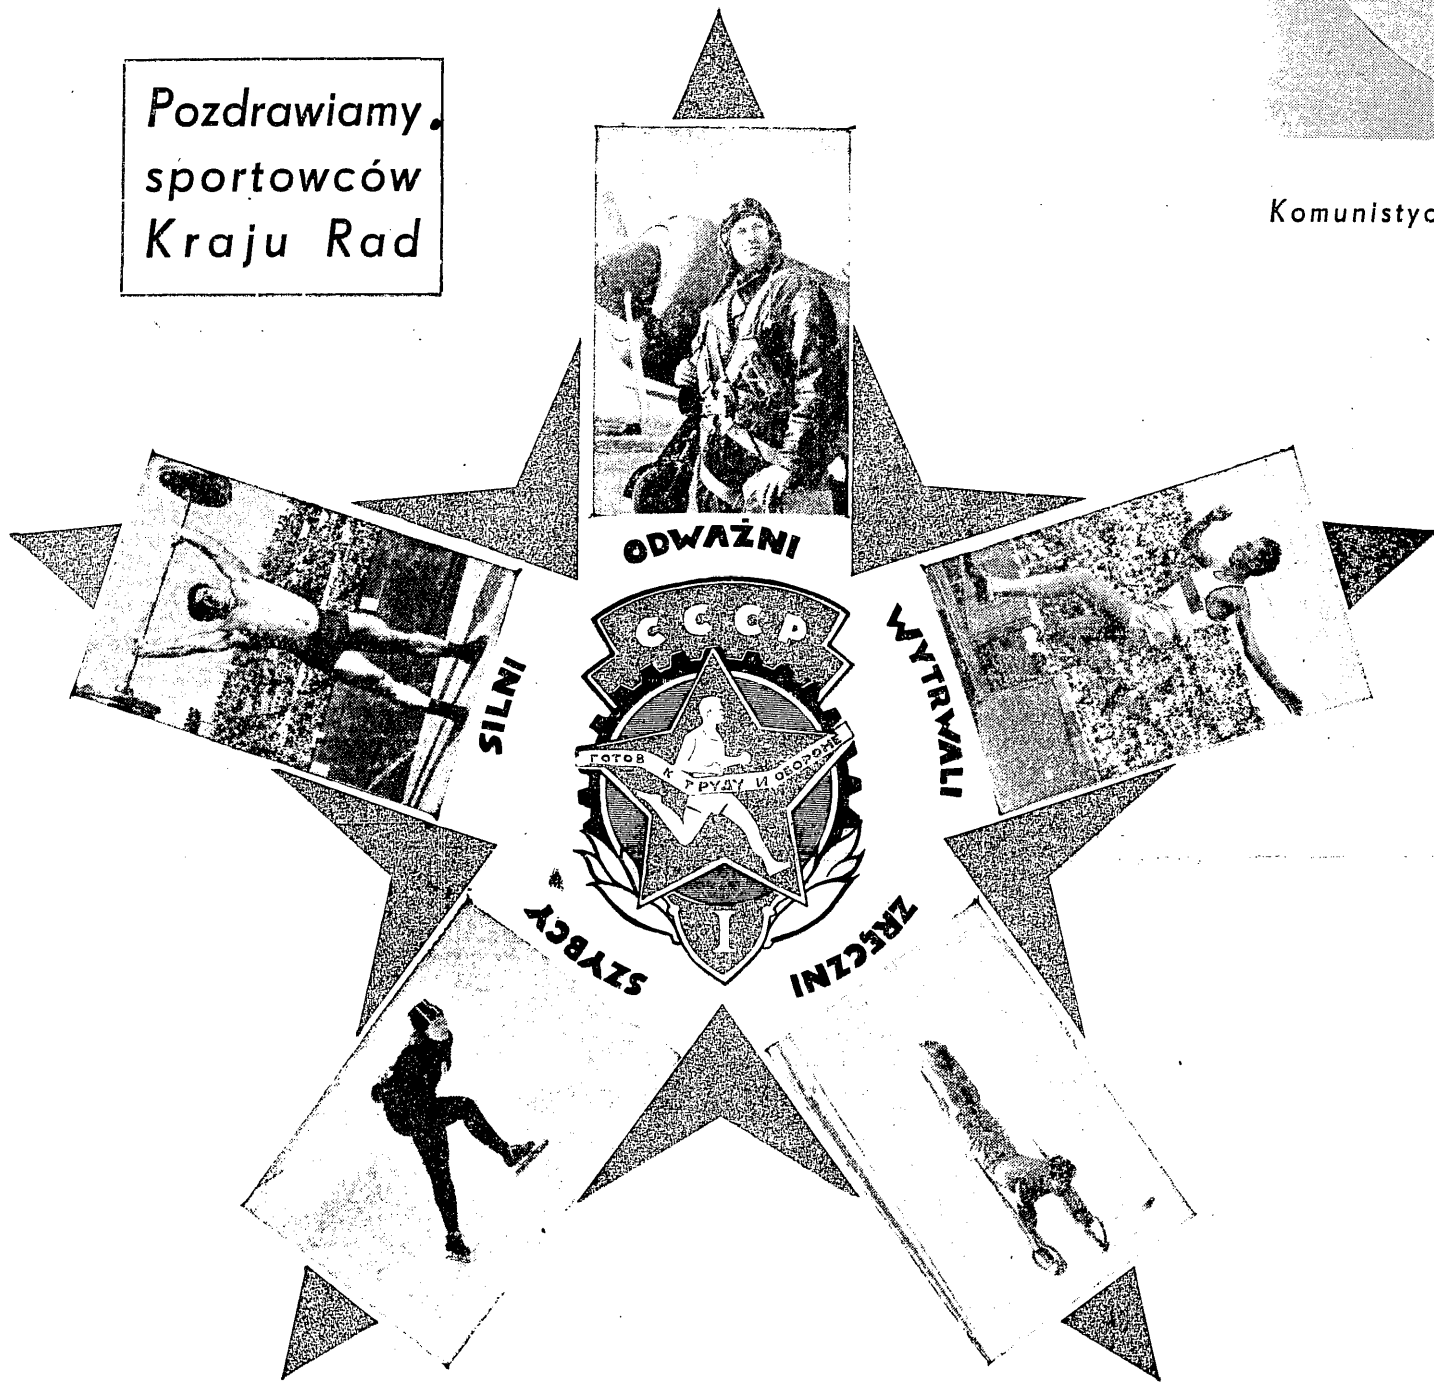 Pozdrawiamy
sportowców
Kraju Rad
Komunistyc
ODWAŻNI
WYTRWALI
ZRĘCZNI
SZYBCY
SILNI
СССР
ГОТОВ К ТРУДУ И ОБОРОНЕ
I